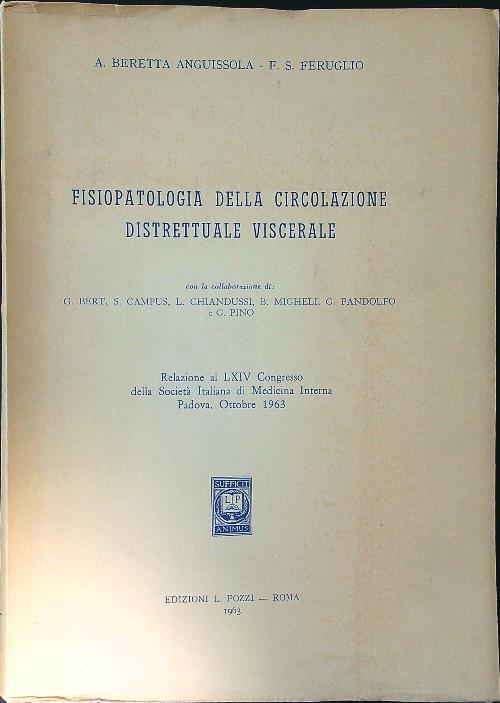 A. BERETTA ANGUISSOLA - F. S. FERUGLIO
FISIOPATOLOGIA DELLA CIRCOLAZIONE
DISTRETTUALE VISCERALE
con la collaborazione di:
G. BERT, S. CAMPUS, L. CHIANDUSSI, B. MIGHELI, G. PANDOLFO
e G. PINO
Relazione al LXIV Congresso
della Società Italiana di Medicina Interna
Padova, Ottobre 1963
SUFFICIT
L P
ANIMUS
EDIZIONI L. POZZI — ROMA
1963